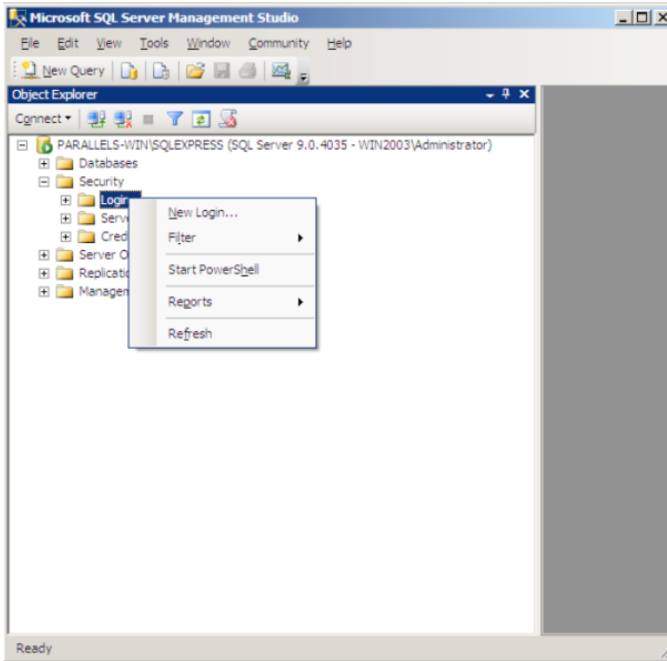 Microsoft SQL Server Management Studio
File Edit View Tools Window Community Help
New Query
Object Explorer
Connect
PARALLELS-WIN\SQLEXPRESS (SQL Server 9.0.4035 - WIN2003\Administrator)
Databases
Security
New Login...
Filter
Server O
Start PowerShell
Reports
Refresh
Ready